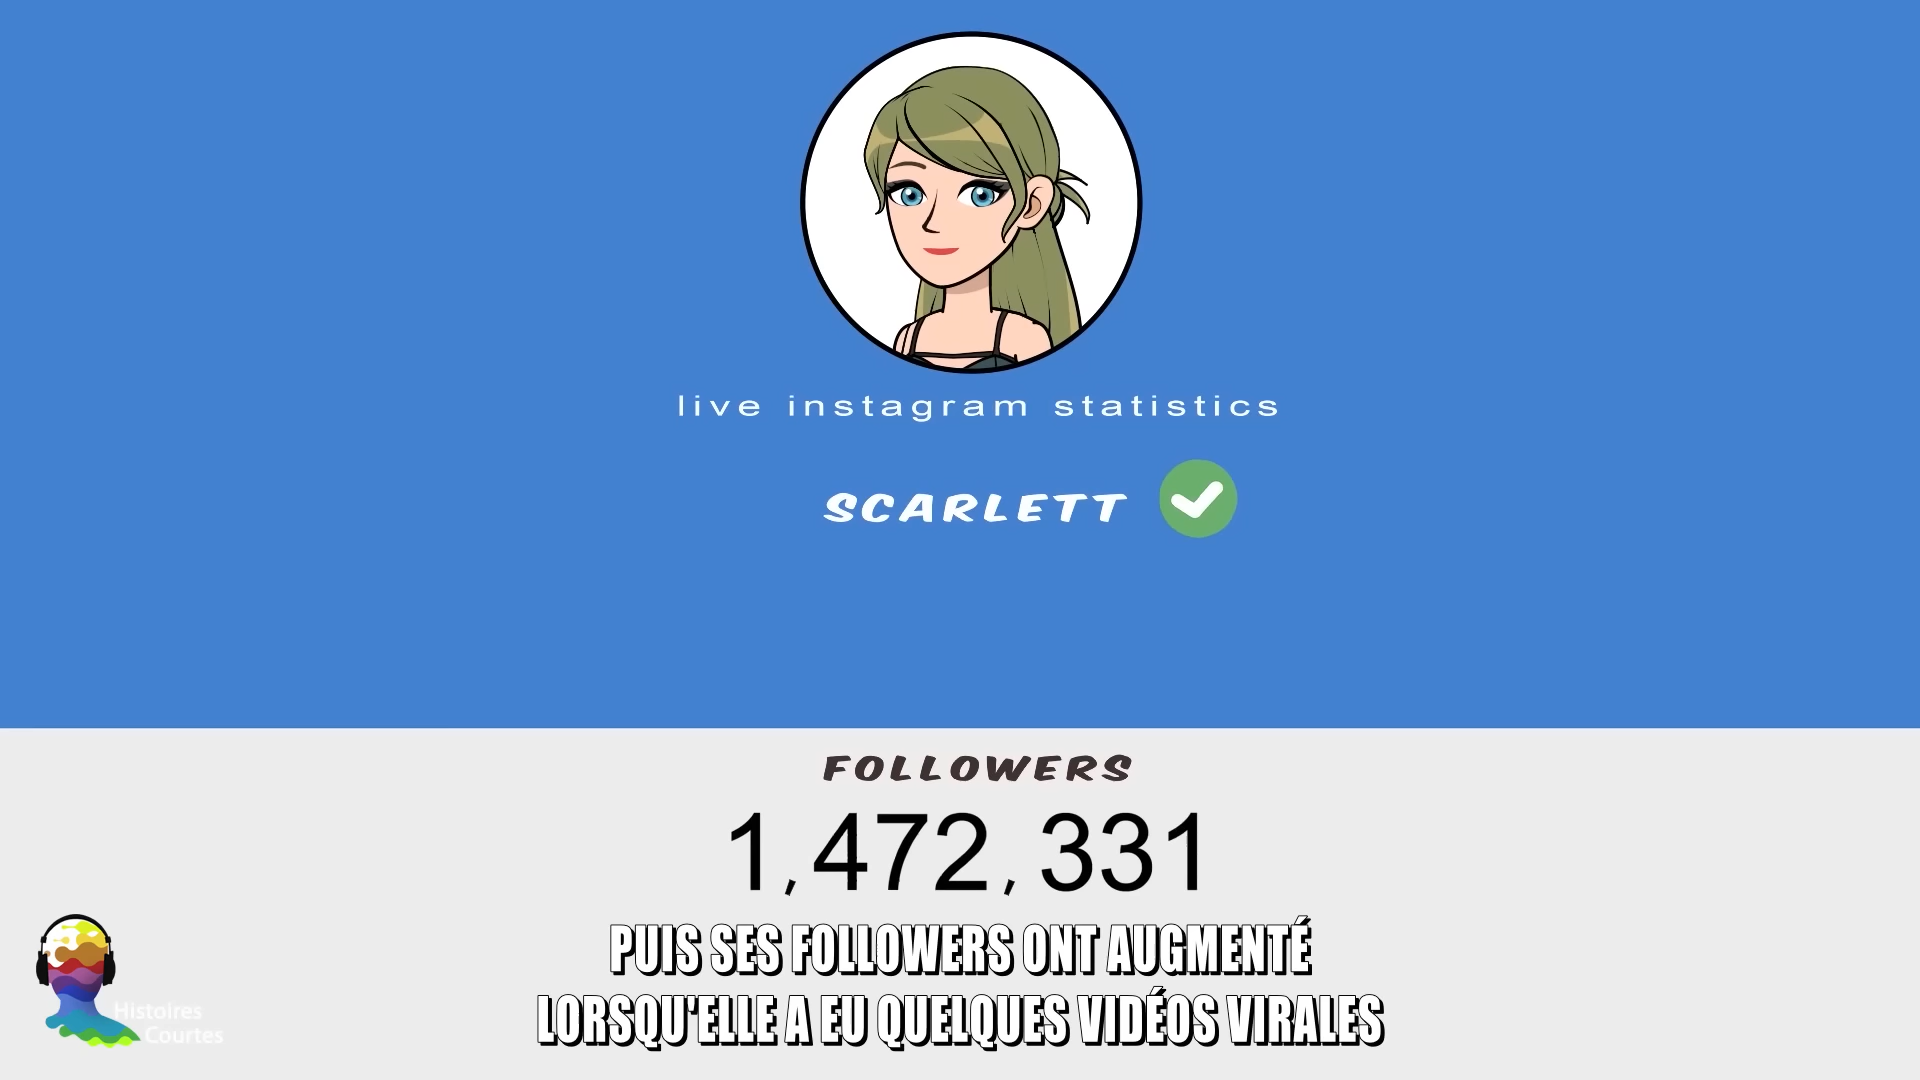 live instagram statistics
SCARLETT
FOLLOWERS
1,472,331
PUIS SES FOLLOWERS ONT AUGMENTÉ
LORSQU'ELLE A EU QUELQUES VIDÉOS VIRALES
Histoires
Courtes